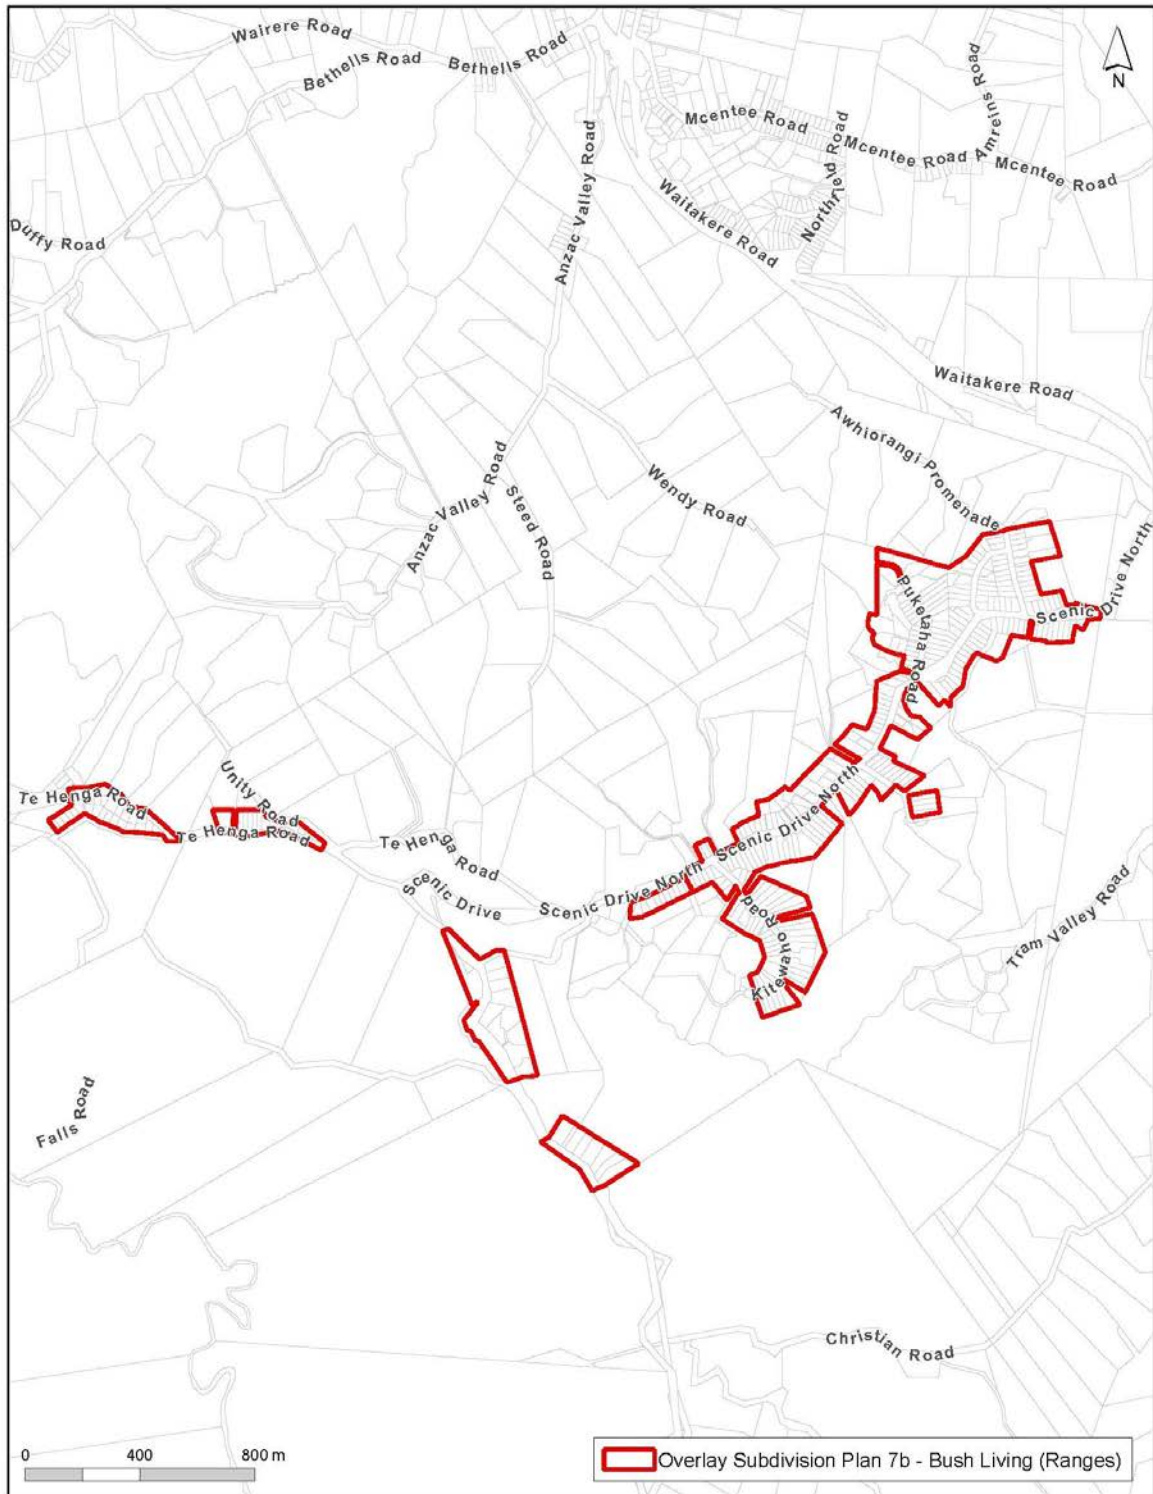 Wairere Road
Bethells Road
Bethells Road
N
Amreins Road
Mcentee Road
Mcentee Road
Mcentee Road
Northfield Road
Anzac Valley Road
Waitakere Road
Duffy Road
Waitakere Road
Awhiorangi Promenade
Wendy Road
Anzac Valley Road
Steed Road
Scenic Drive North
Puketaha Road
Unity Road
Te Henga Road
Te Henga Road
Te Henga Road
Scenic Drive North
Scenic Drive
Scenic Drive North
Kitewaho Road
Tram Valley Road
Falls Road
Christian Road
0 400 800 m
Overlay Subdivision Plan 7b - Bush Living (Ranges)